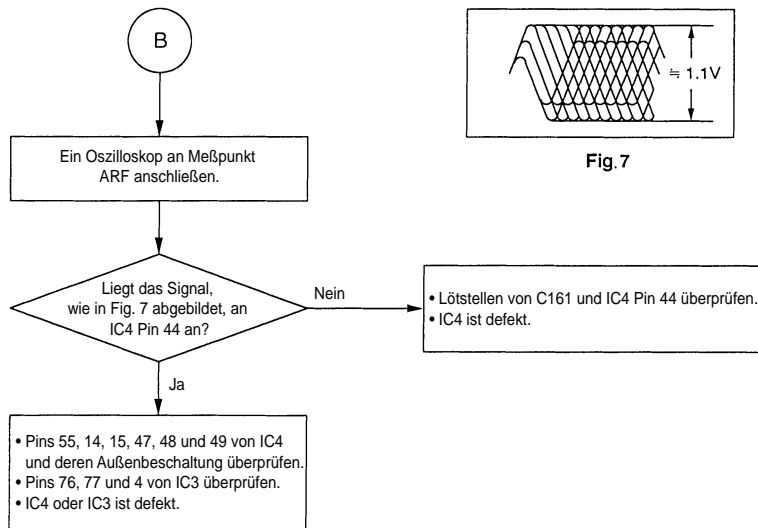 B
≒ 1.1V
Fig.7
Ein Oszilloskop an Meßpunkt
ARF anschließen.
Liegt das Signal,
wie in Fig. 7 abgebildet, an
IC4 Pin 44 an?
Nein
• Lötstellen von C161 und IC4 Pin 44 überprüfen.
• IC4 ist defekt.
Ja
• Pins 55, 14, 15, 47, 48 und 49 von IC4
und deren Außenbeschaltung überprüfen.
• Pins 76, 77 und 4 von IC3 überprüfen.
• IC4 oder IC3 ist defekt.